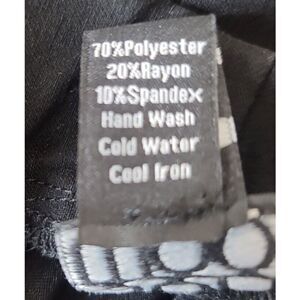 70%Polyester
20%Rayon
10%Spandex
Hand Wash
Cold Water
Cool Iron